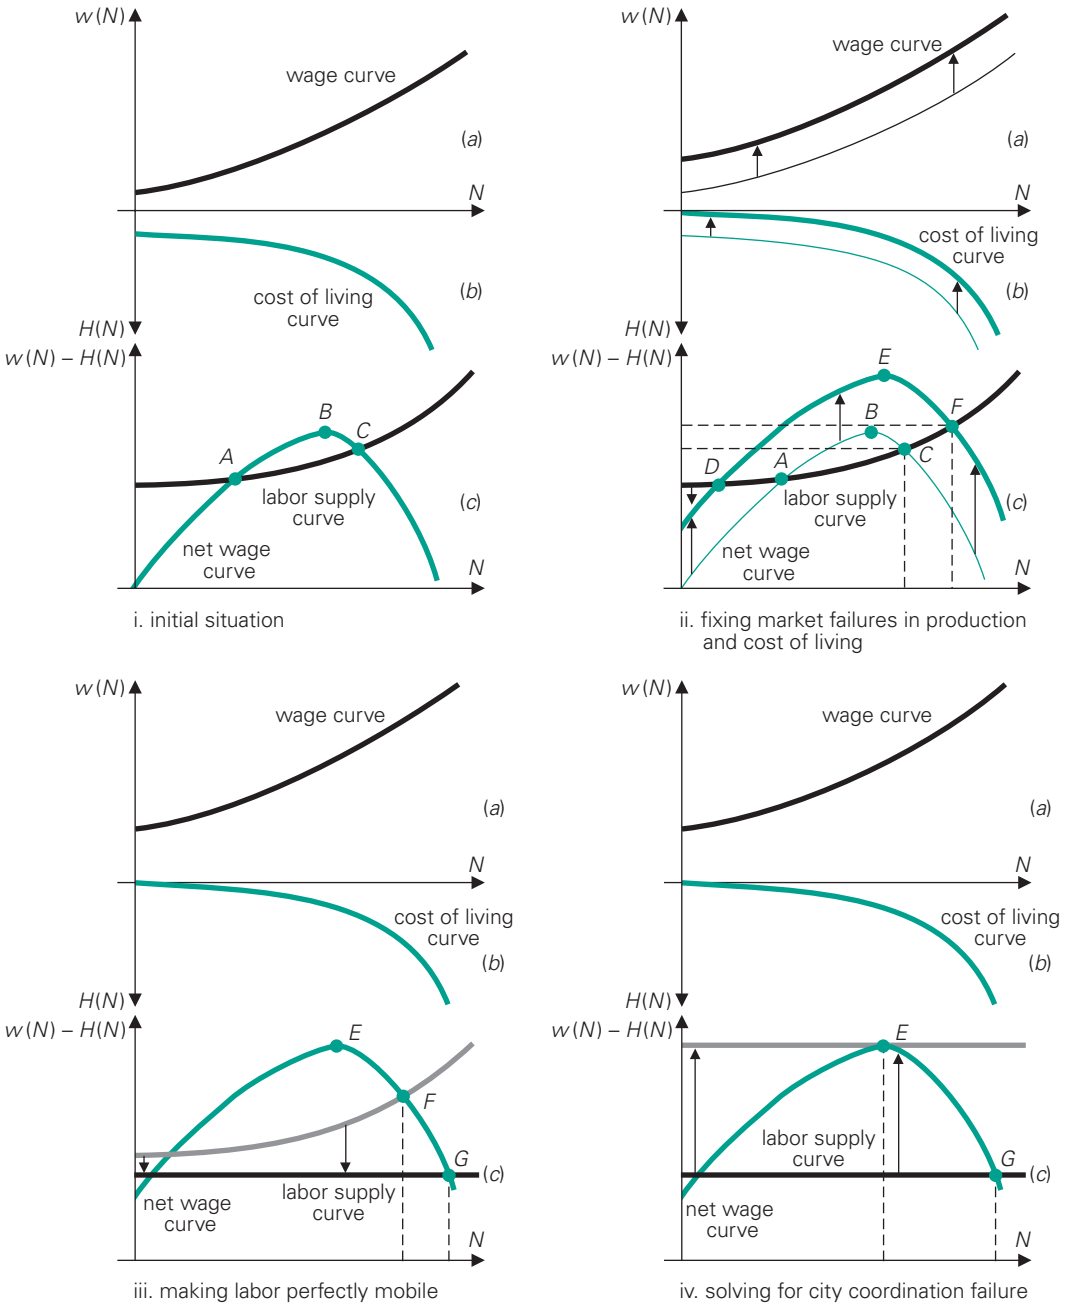 w(N)
wage curve
(a)
N
cost of living
curve
(b)
H(N)
w(N) – H(N)
B
C
A
labor supply
curve
(c)
net wage
curve
N
i. initial situation
w(N)
wage curve
(a)
N
cost of living
curve
(b)
H(N)
w(N) – H(N)
E
B
F
D
A
C
labor supply
curve
(c)
net wage
curve
N
ii. fixing market failures in production
and cost of living
w(N)
wage curve
(a)
N
cost of living
curve
(b)
H(N)
w(N) – H(N)
E
F
G
(c)
net wage
curve
labor supply
curve
N
iii. making labor perfectly mobile
w(N)
wage curve
(a)
N
cost of living
curve
(b)
H(N)
w(N) – H(N)
E
labor supply
curve
G
(c)
net wage
curve
N
iv. solving for city coordination failure